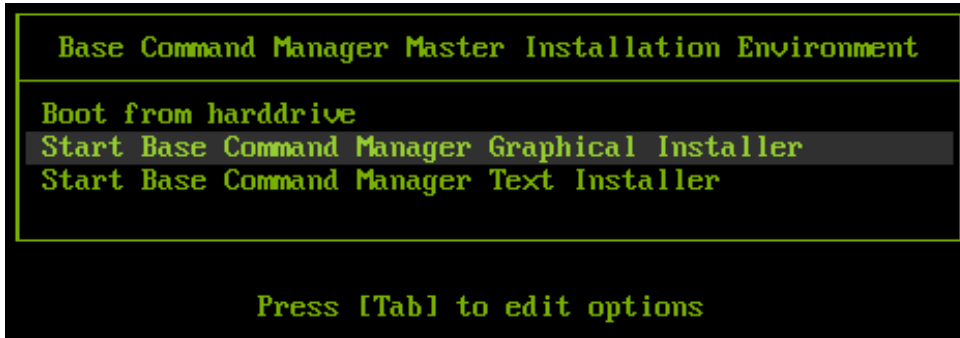 Base Command Manager Master Installation Environment
Boot from harddrive
Start Base Command Manager Graphical Installer
Start Base Command Manager Text Installer
Press [Tab] to edit options